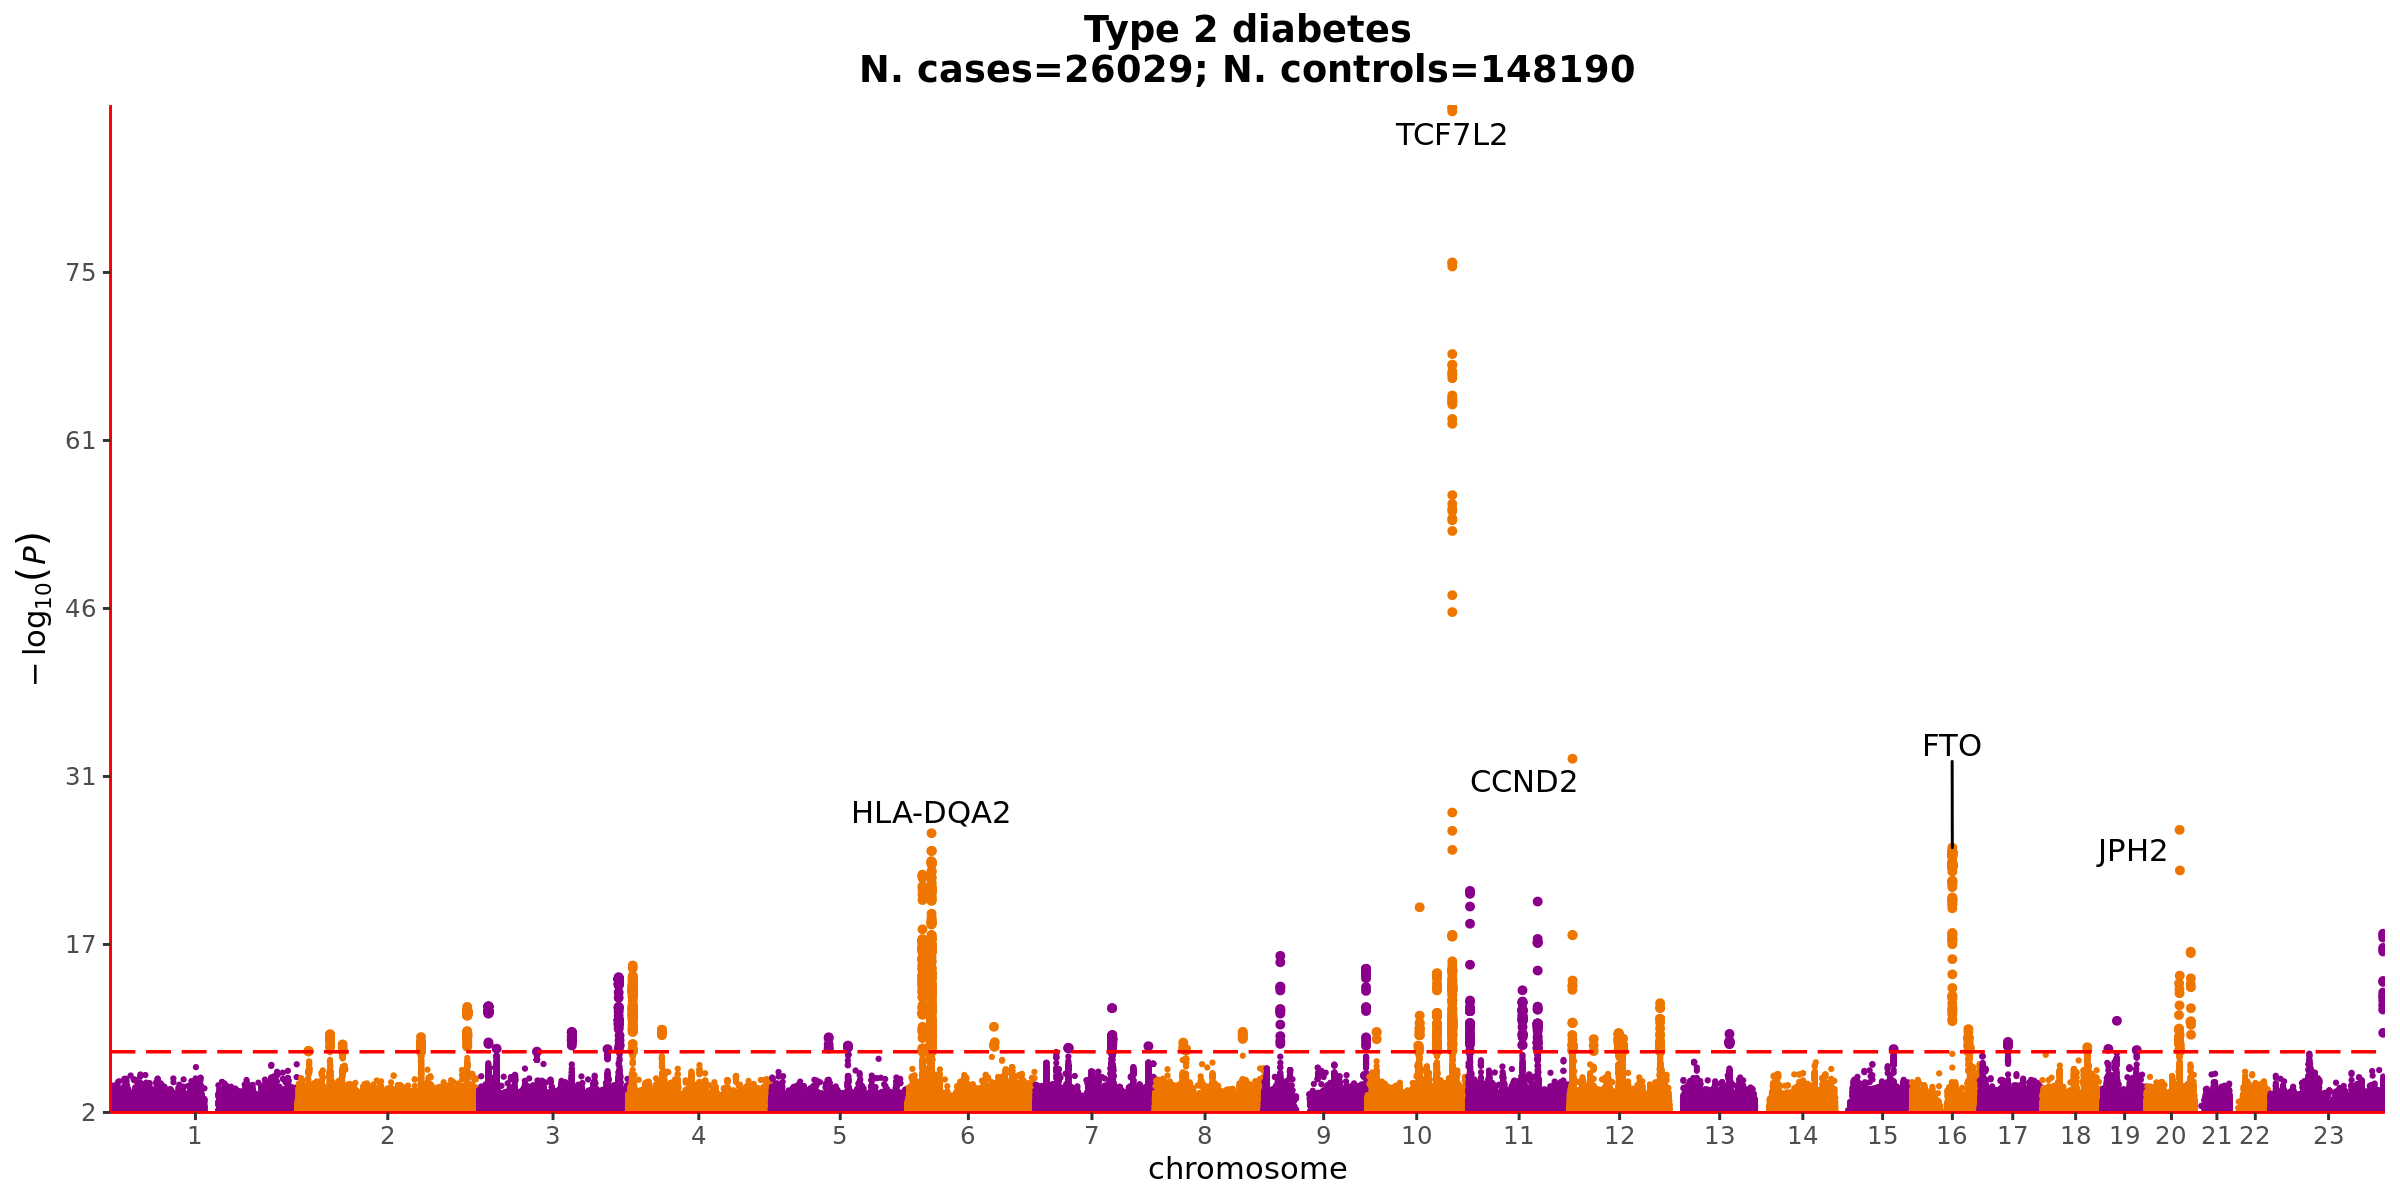 Type 2 diabetes
N. cases=26029; N. controls=148190
TCF7L2
75
61
46
31
17
2
−log10(P)
FTO
CCND2
HLA-DQA2
JPH2
1 2 3 4 5 6 7 8 9 10 11 12 13 14 15 16 17 18 19 20 21 22 23
chromosome